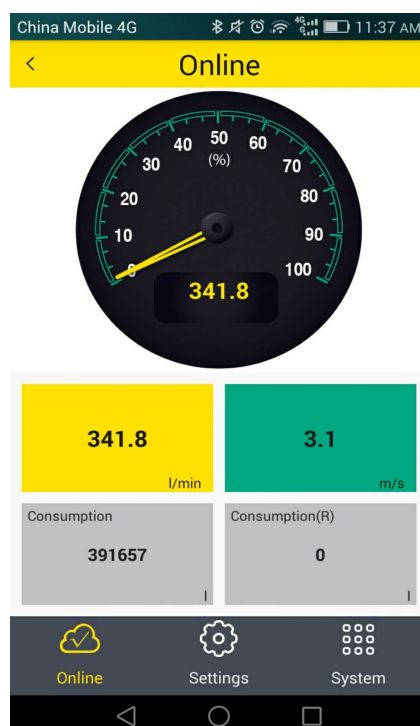 China Mobile 4G 4G G 11:37 AM
Online
50
40 60
(%)
30 70
20 80
10 90
0 100
341.8
341.8 3.1
l/min m/s
Consumption Consumption(R)
391657 0
l l
Online Settings System